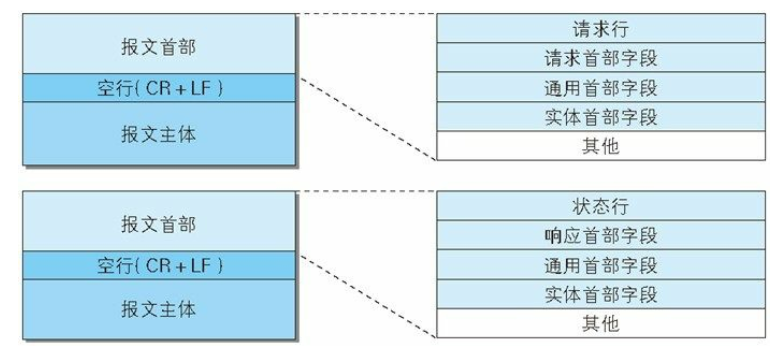 报文首部
空行(CR+LF)
报文主体
请求行
请求首部字段
通用首部字段
实体首部字段
其他
报文首部
空行(CR+LF)
报文主体
状态行
响应首部字段
通用首部字段
实体首部字段
其他